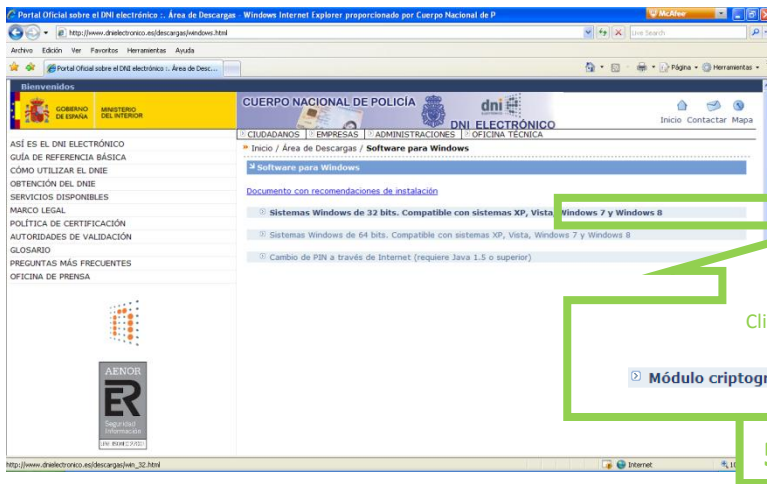 Portal Oficial sobre el DNI electrónico :. Área de Descargas - Windows Internet Explorer proporcionado por Cuerpo Nacional de P
McAfee
http://www.dnielectronico.es/descargas/windows.html
Live Search
Archivo Edición Ver Favoritos Herramientas Ayuda
Portal Oficial sobre el DNI electrónico :. Área de Desc...
Página Herramientas
Bienvenidos
GOBIERNO DE ESPAÑA
MINISTERIO DEL INTERIOR
CUERPO NACIONAL DE POLICÍA
dni
DNI ELECTRÓNICO
Inicio Contactar Mapa
CIUDADANOS EMPRESAS ADMINISTRACIONES OFICINA TÉCNICA
Inicio / Área de Descargas / Software para Windows
ASÍ ES EL DNI ELECTRÓNICO
GUÍA DE REFERENCIA BÁSICA
CÓMO UTILIZAR EL DNIE
OBTENCIÓN DEL DNIE
SERVICIOS DISPONIBLES
MARCO LEGAL
POLÍTICA DE CERTIFICACIÓN
AUTORIDADES DE VALIDACIÓN
GLOSARIO
PREGUNTAS MÁS FRECUENTES
OFICINA DE PRENSA
Software para Windows
Documento con recomendaciones de instalación
Sistemas Windows de 32 bits. Compatible con sistemas XP, Vista, Windows 7 y Windows 8
Sistemas Windows de 64 bits. Compatible con sistemas XP, Vista, Windows 7 y Windows 8
Cambio de PIN a través de Internet (requiere Java 1.5 o superior)
Cli
Módulo criptogr
AENOR
Seguridad
Información
http://www.dnielectronico.es/descargas/win_32.html
Internet